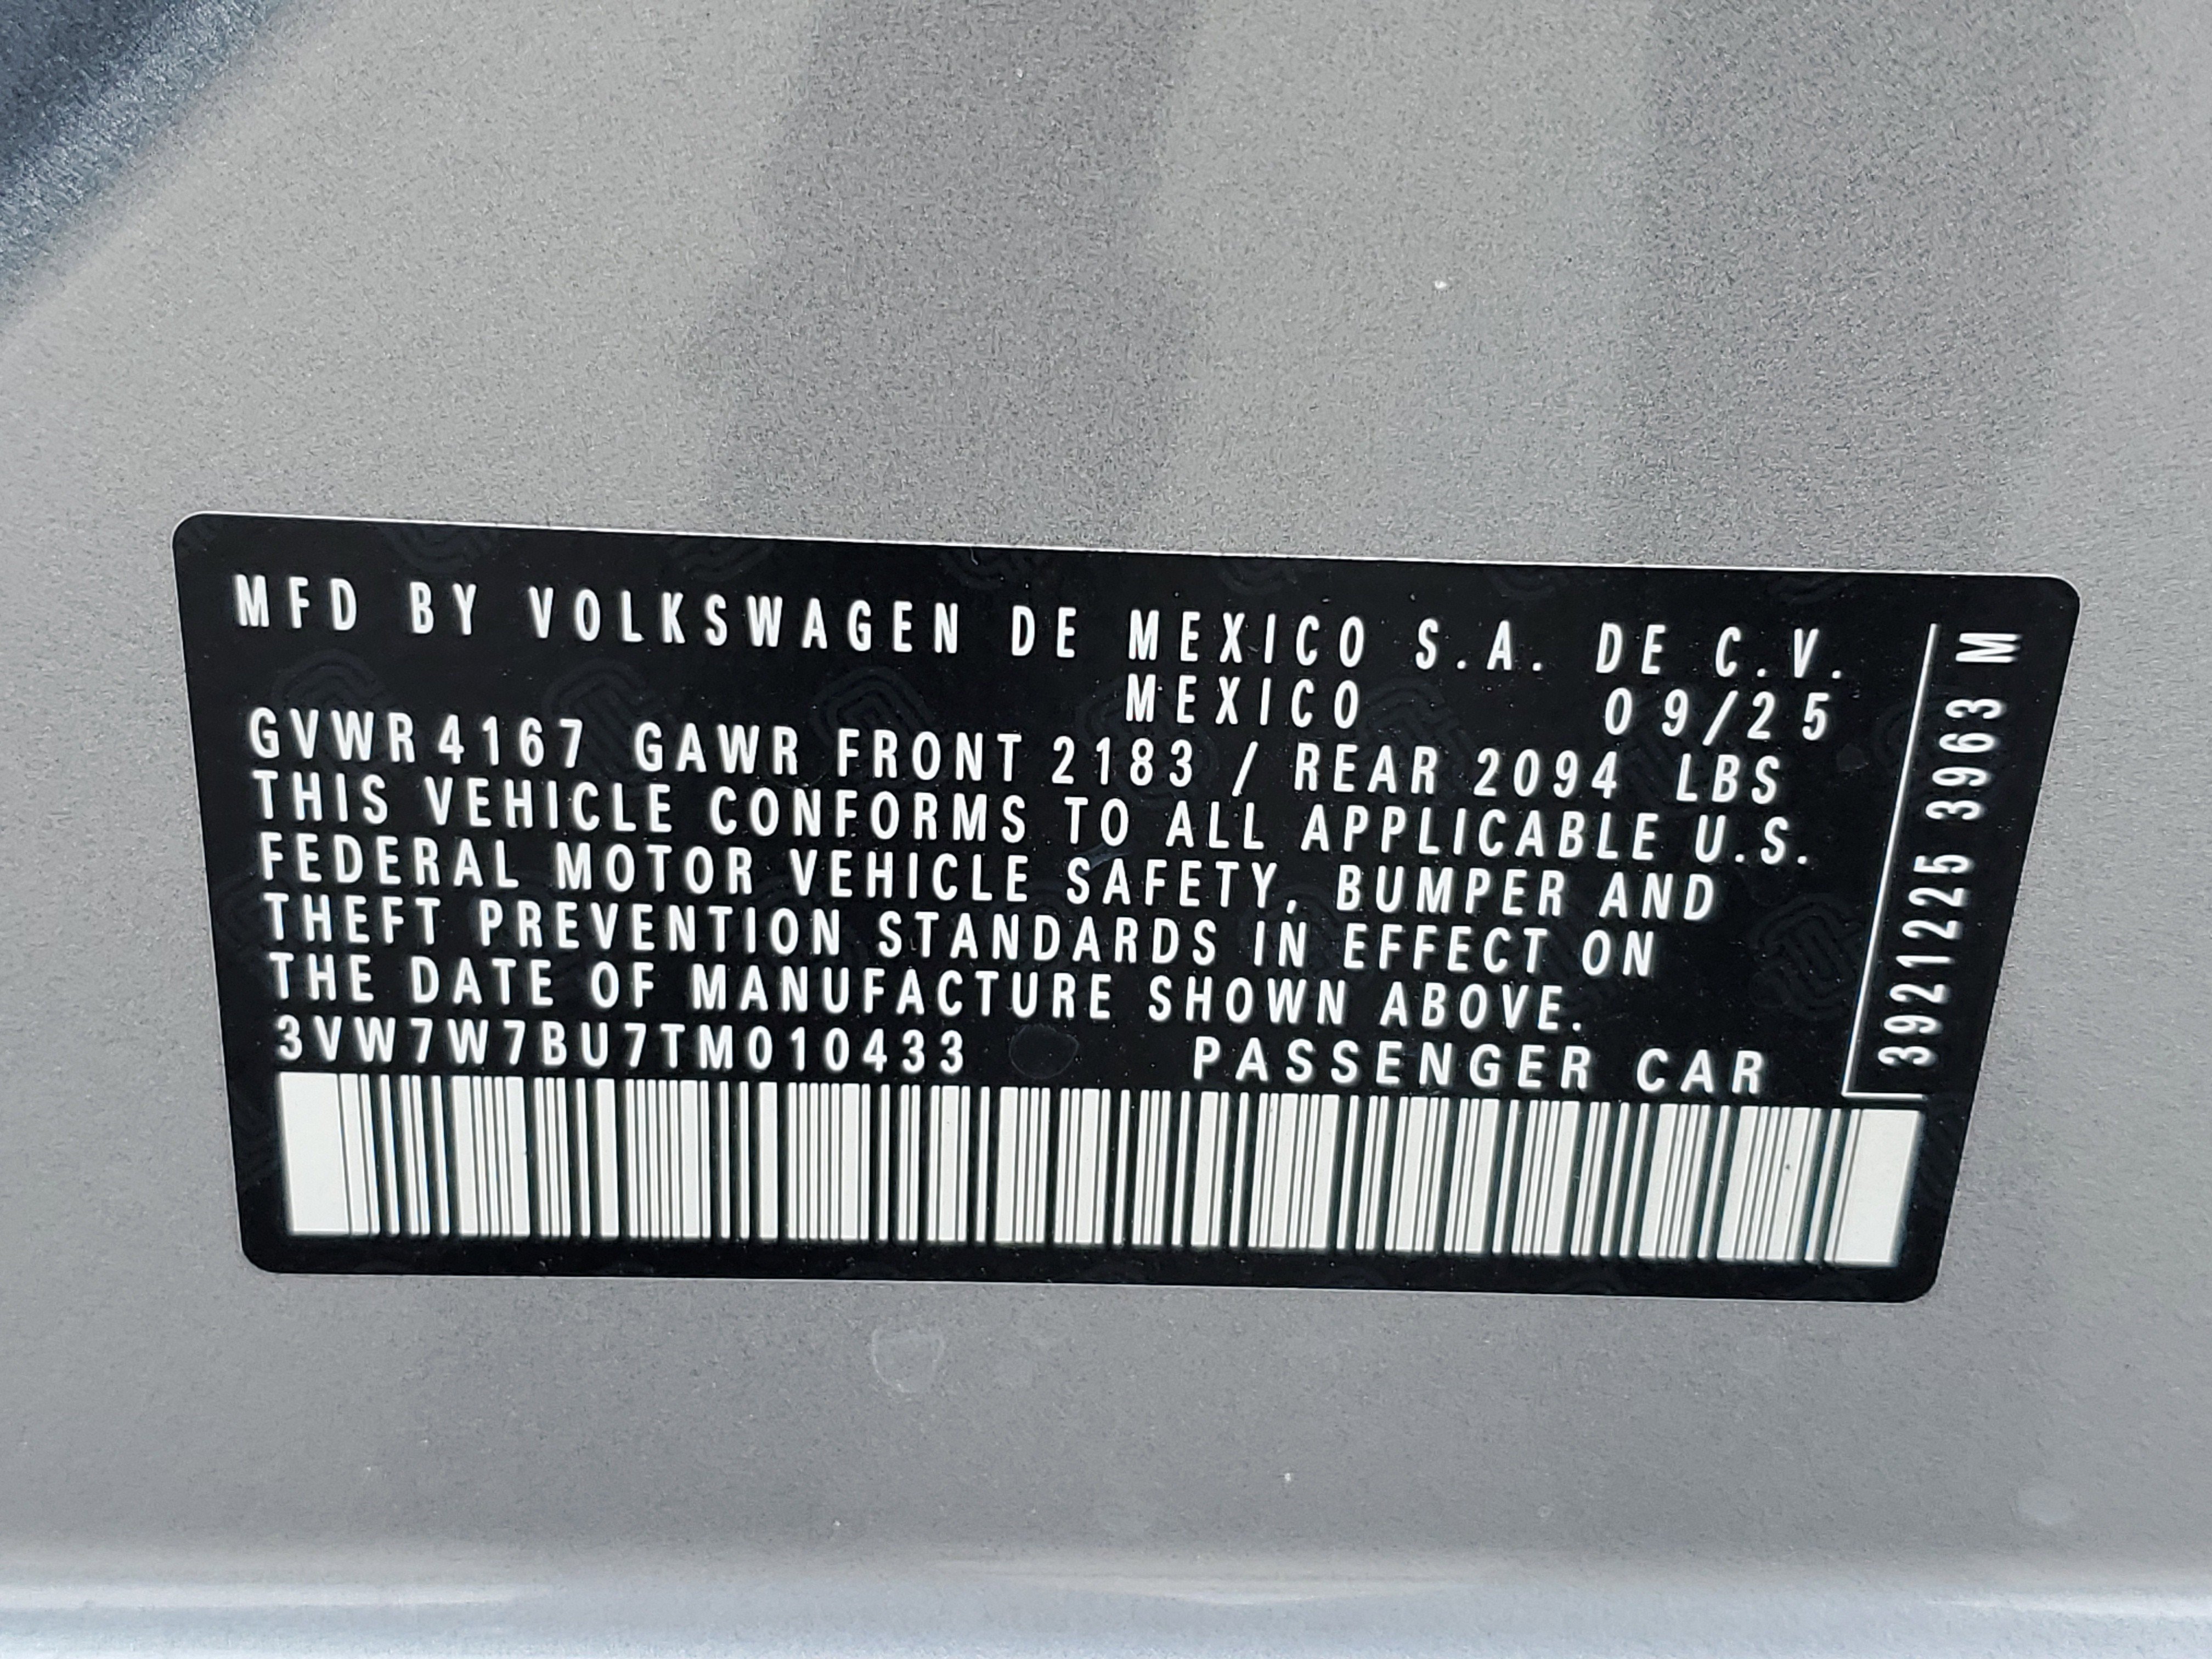 MFD BY VOLKSWAGEN DE MEXICO S.A. DE C.V.
MEXICO 09/25
GVWR 4167 GAWR FRONT 2183 / REAR 2094 LBS
THIS VEHICLE CONFORMS TO ALL APPLICABLE U.S.
FEDERAL MOTOR VEHICLE SAFETY, BUMPER AND
THEFT PREVENTION STANDARDS IN EFFECT ON
THE DATE OF MANUFACTURE SHOWN ABOVE.
3VW7W7BU7TM010433 PASSENGER CAR
3921225 3963 M